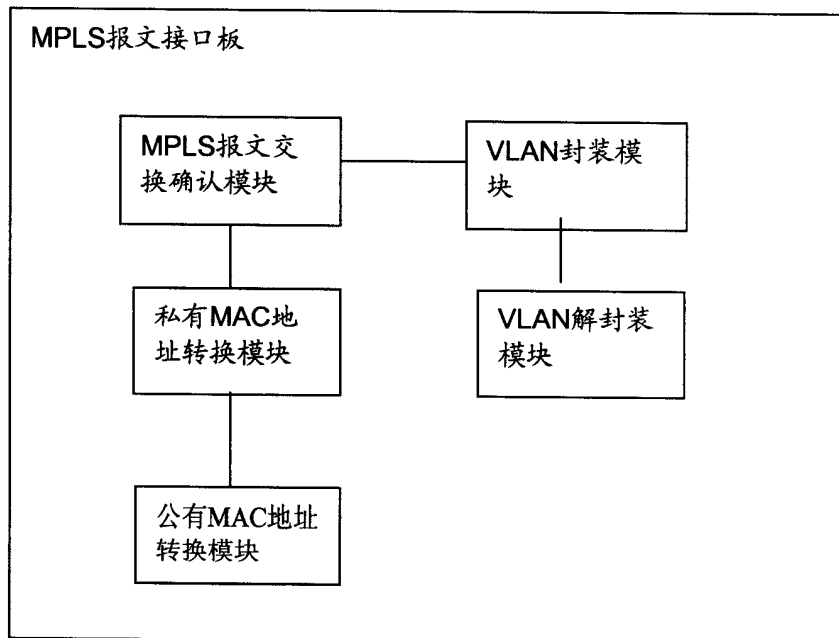 MPLS报文接口板
MPLS报文交
换确认模块
VLAN封装模
块
私有MAC地
址转换模块
VLAN解封装
模块
公有MAC地址
转换模块